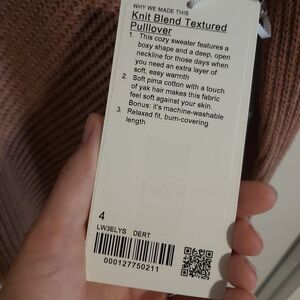 WHY WE MADE THIS
Knit Blend Textured
Pulllover
1. This cozy sweater features a
boxy shape and a deep, open
neckline for those days when
you need an extra layer of
soft, easy warmth
2. Soft pima cotton with a touch
of yak hair makes this fabric
feel soft against your skin.
Bonus: it's machine-washable
3. Relaxed fit, bum-covering
length
4
LW3ELYS DERT
000127750211